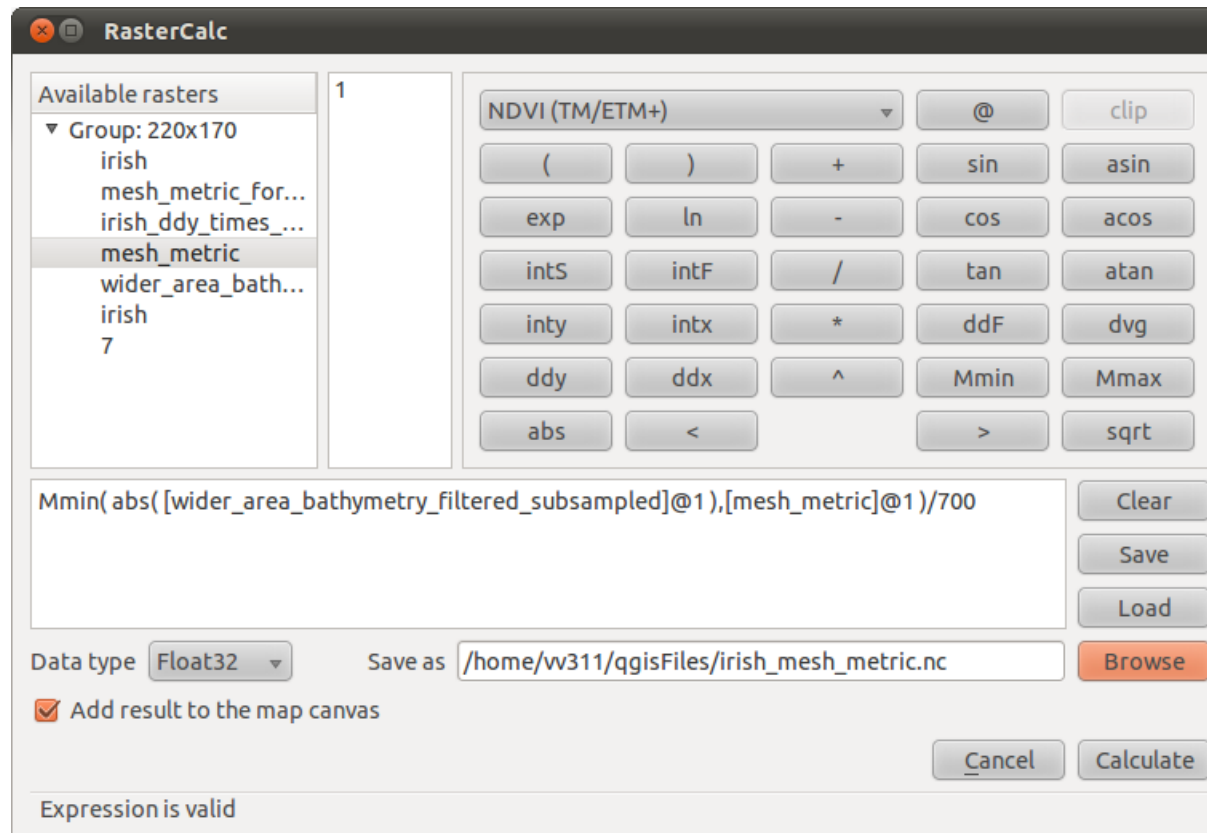 RasterCalc
Available rasters
Group: 220x170
irish
mesh_metric_for...
irish_ddy_times_...
mesh_metric
wider_area_bath...
irish
7
1
NDVI (TM/ETM+) @ clip
( ) + sin asin
exp ln - cos acos
intS intF / tan atan
inty intx * ddF dvg
ddy ddx ^ Mmin Mmax
abs < > sqrt
Mmin( abs( [wider_area_bathymetry_filtered_subsampled]@1 ),[mesh_metric]@1 )/700
Clear
Save
Load
Data type Float32 Save as /home/vv311/qgisFiles/irish_mesh_metric.nc Browse
Add result to the map canvas
Cancel Calculate
Expression is valid